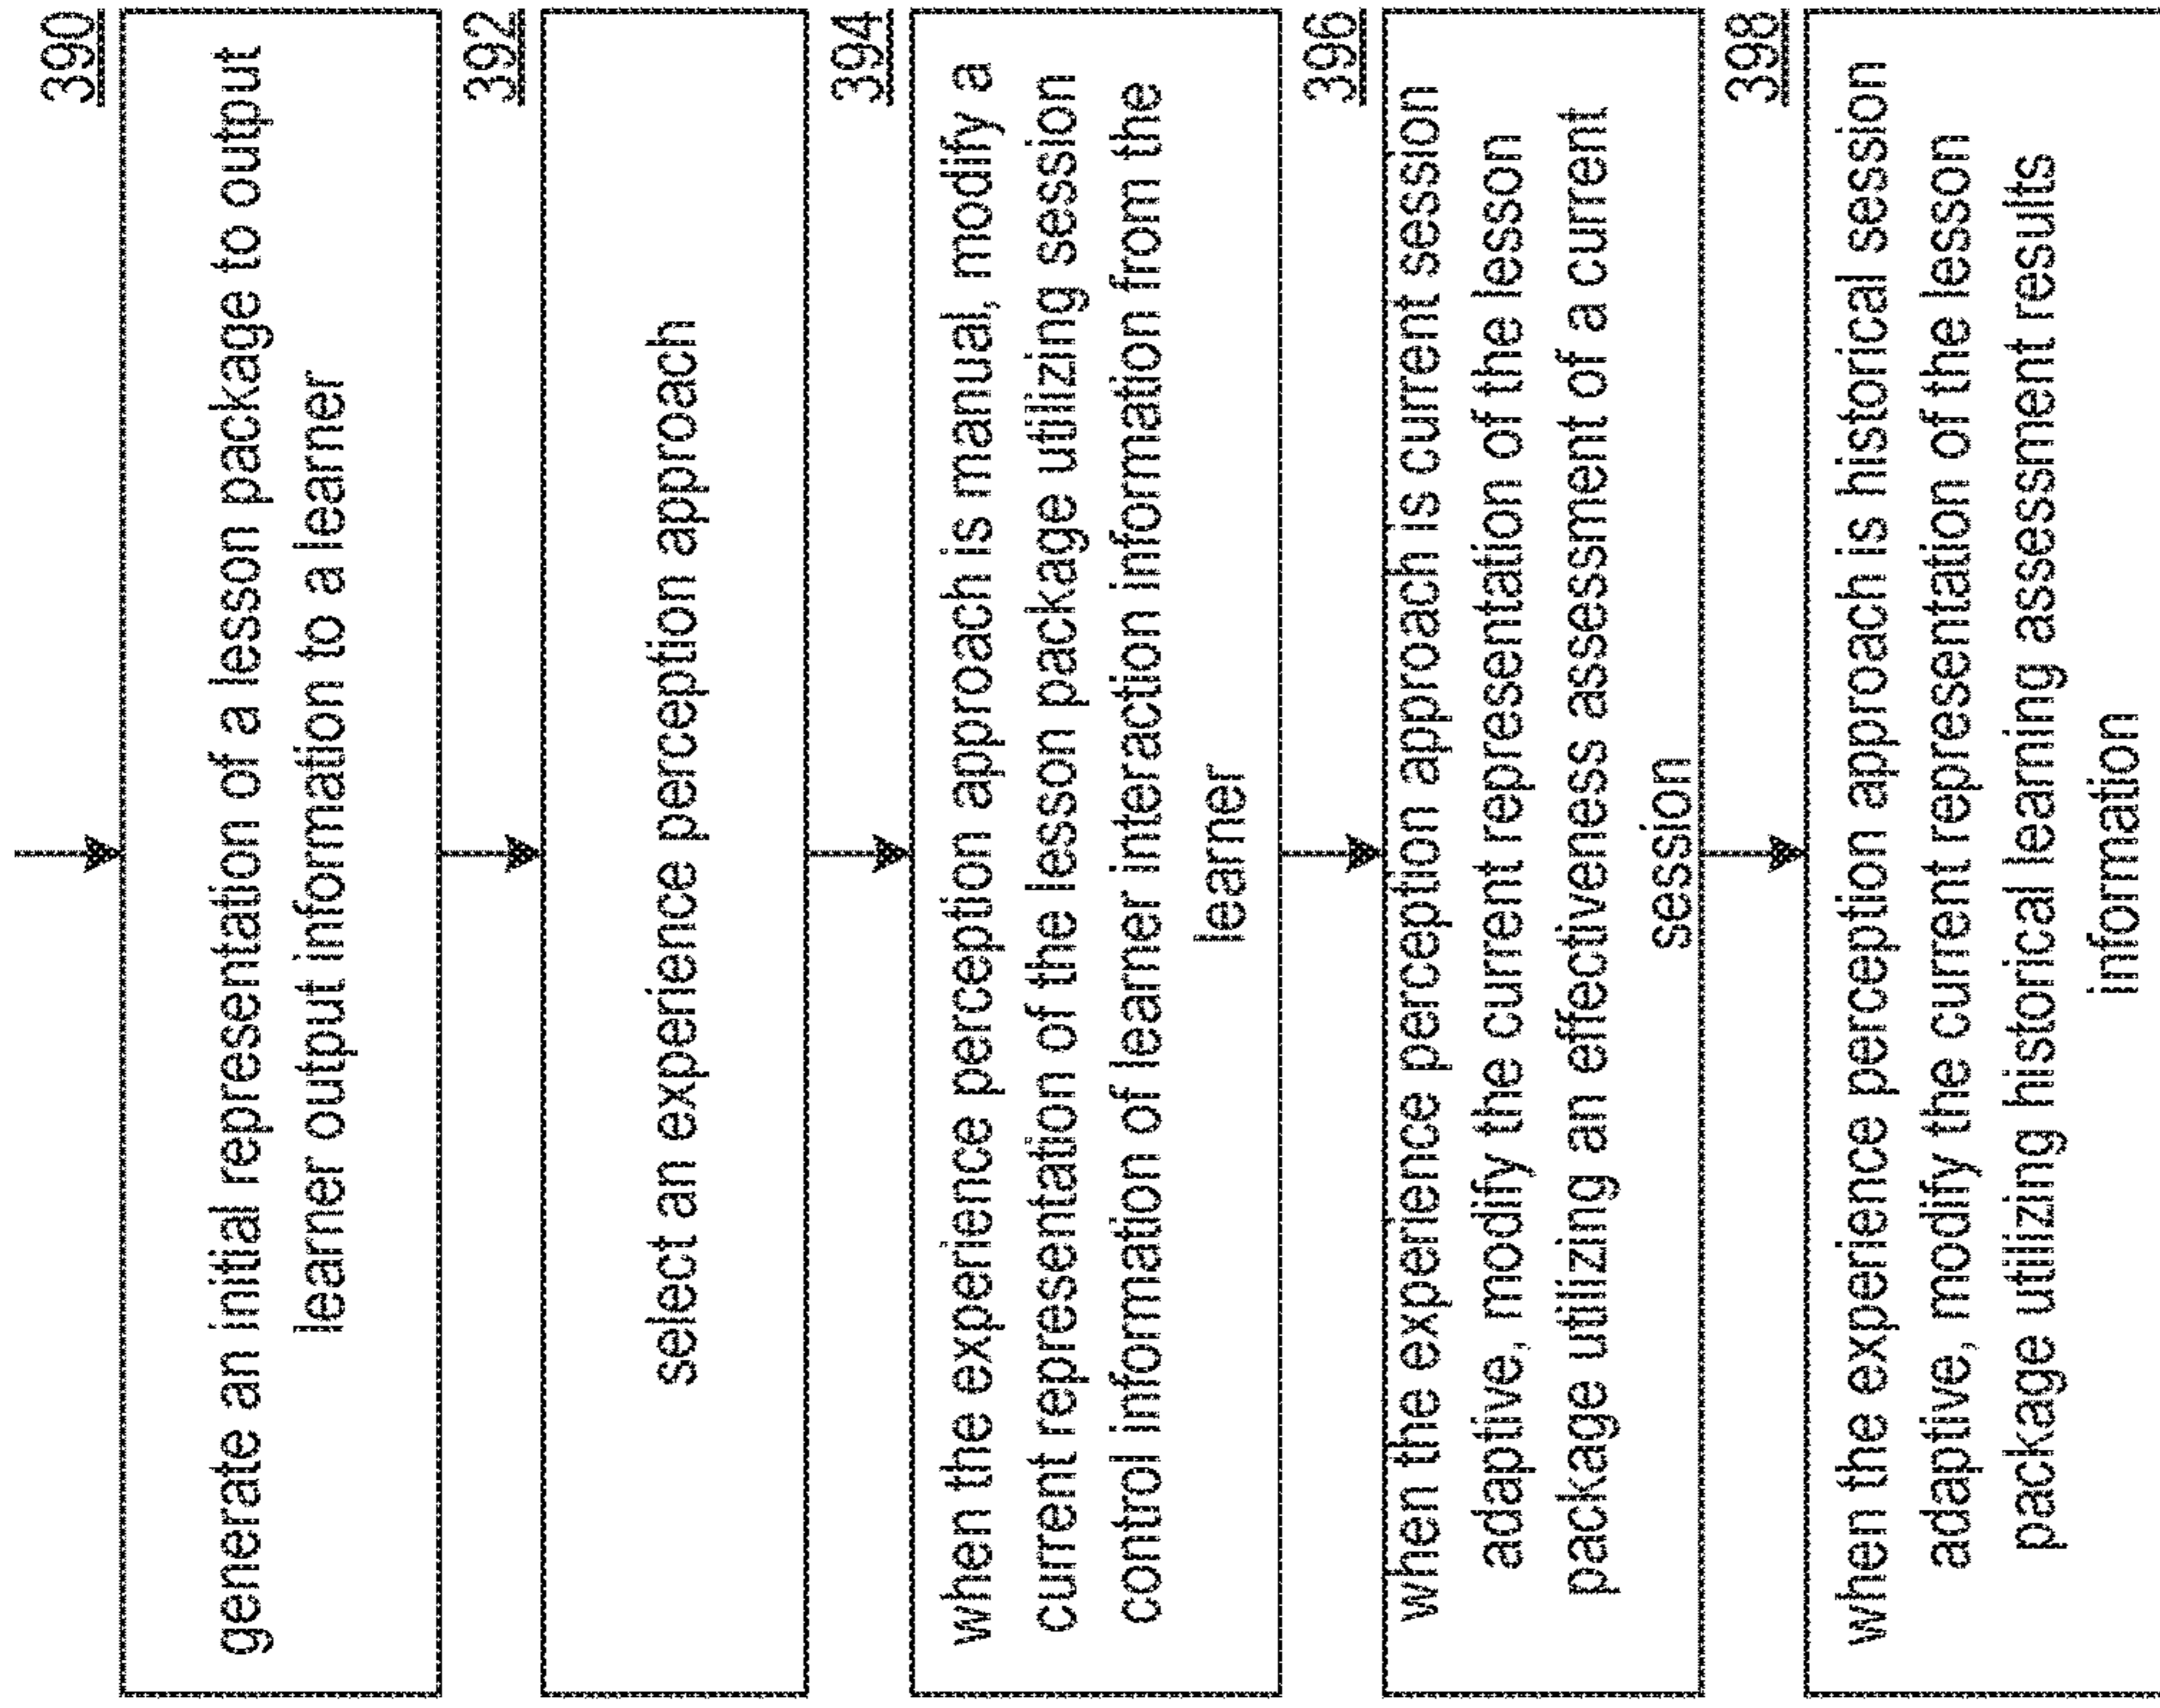 390
generate an initial representation of a lesson package to output
learner output information to a learner
392
select an experience perception approach
394
when the experience perception approach is manual, modify a
current representation of the lesson package utilizing session
control information of learner interaction information from the
learner
396
when the experience perception approach is current session
adaptive, modify the current representation of the lesson
package utilizing an effectiveness assessment of a current
session
398
when the experience perception approach is historical session
adaptive, modify the current representation of the lesson
package utilizing historical learning assessment results
information